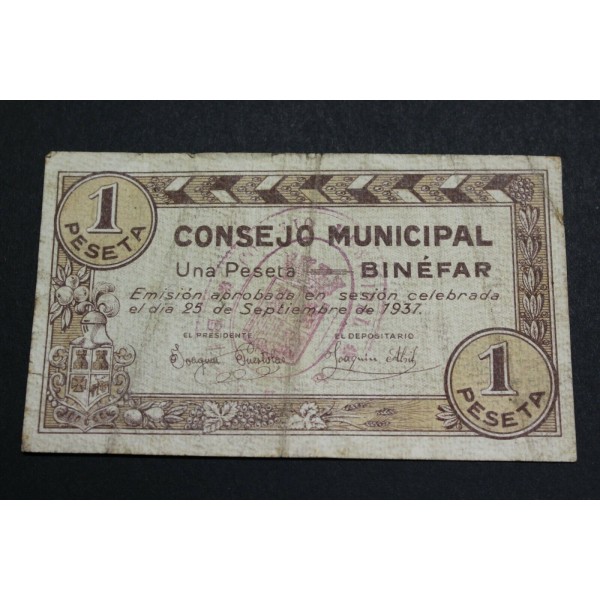 1
PESETA
CONSEJO MUNICIPAL
Una Peseta BINÉFAR
Emisión aprobada en sesión celebrada
el día 25 de Septiembre de 1937.
EL PRESIDENTE EL DEPOSITARIO
Joaquín
1
PESETA